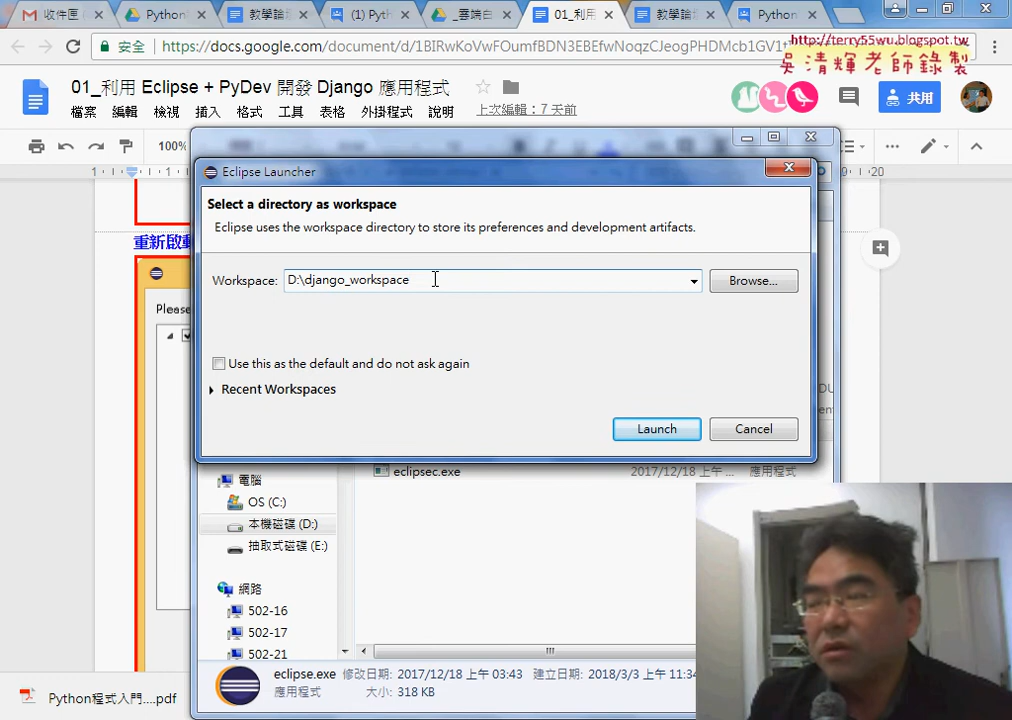 收件匣
Python
教學論
(1) Pyth
_雲端白
01_利用
教學論
Python
安全
https://docs.google.com/document/d/1BIRwKoVwFOumfBDN3EBEfwNoqzCJeogPHDMcb1GV1
http://terry55wu.blogspot.tw
吳清輝老師錄製
01_利用 Eclipse + PyDev 開發 Django 應用程式
檔案 編輯 檢視 插入 格式 工具 表格 外掛程式 說明
上次編輯：7 天前
共用
100%
1
19
20
重新啟動
Please
Eclipse Launcher
Select a directory as workspace
Eclipse uses the workspace directory to store its preferences and development artifacts.
Workspace:
D:\django_workspace
Browse...
Use this as the default and do not ask again
Recent Workspaces
Launch
Cancel
eclipsec.exe
2017/12/18 上午 ...
應用程式
電腦
OS (C:)
本機磁碟 (D:)
抽取式磁碟 (E:)
網路
502-16
502-17
502-21
eclipse.exe 修改日期: 2017/12/18 上午 03:43 建立日期: 2018/3/3 上午 11:34
應用程式 大小: 318 KB
Python程式入門....pdf